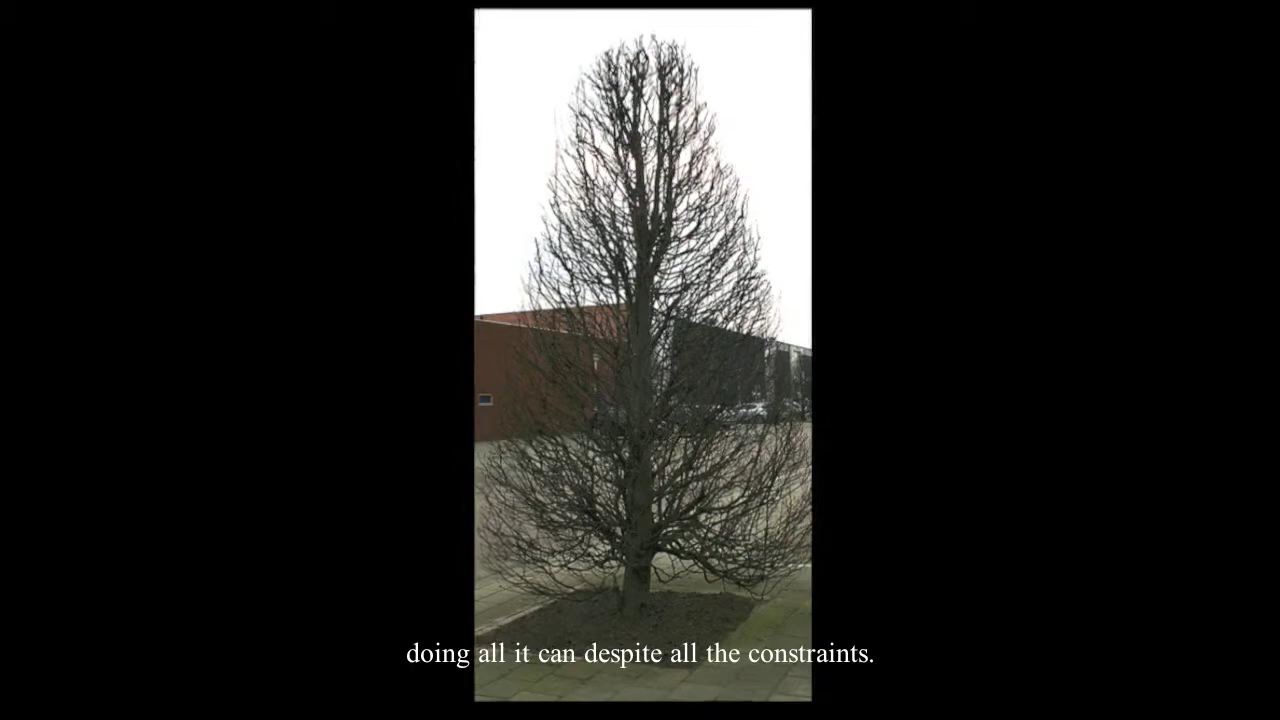 doing all it can despite all the constraints.